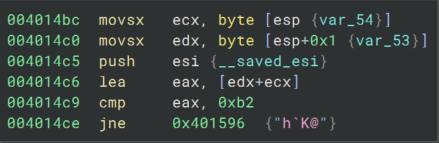 004014bc movsx ecx, byte [esp {var_54}]
004014c0 movsx edx, byte [esp+0x1 {var_53}]
004014c5 push esi {__saved_esi}
004014c6 lea eax, [edx+ecx]
004014c9 cmp eax, 0xb2
004014ce jne 0x401596 {"h`K@"}